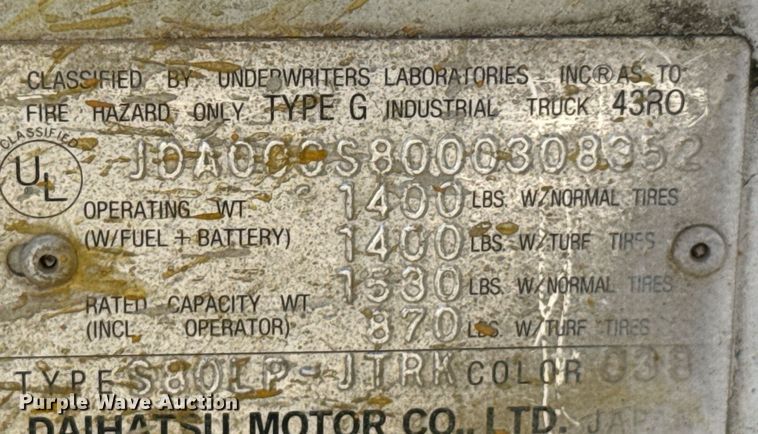 CLASSIFIED BY UNDERWRITERS LABORATORIES INC® AS TO
FIRE HAZARD ONLY TYPE G INDUSTRIAL TRUCK 43RO
CLASSIFIED
UL
JDA000S8000308352
OPERATING WT 1400 LBS. W/NORMAL TIRES
(W/FUEL + BATTERY) 1400 LBS. W/TURF TIRES
1530 LBS. W/NORMAL TIRES
RATED CAPACITY WT
(INCL OPERATOR) 870 LBS. W/TURF TIRES
TYPE S80LP-JTRK COLOR 038
Purple Wave Auction
DAIHATSU MOTOR CO., LTD.